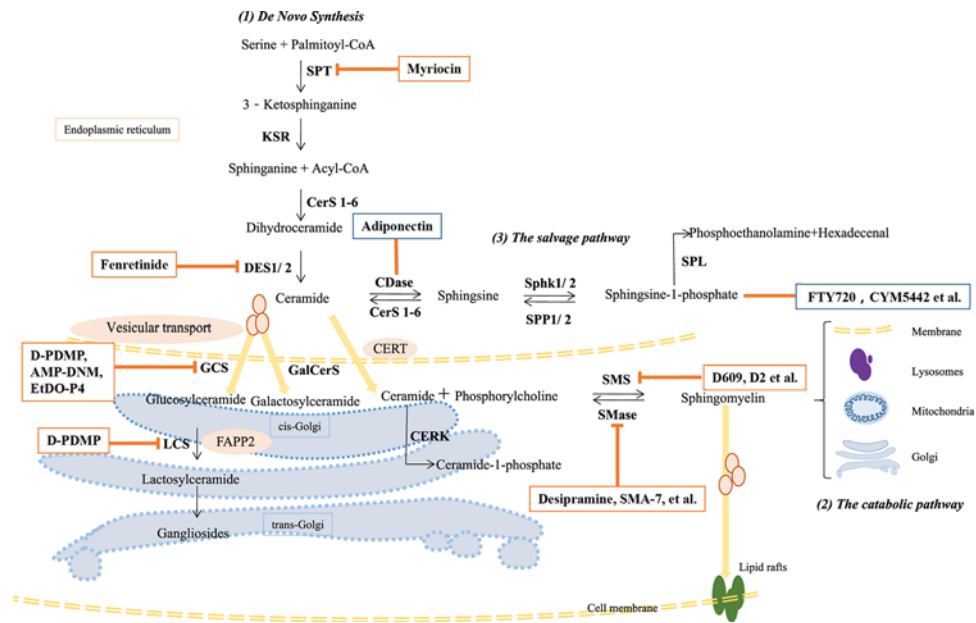 (1) De Novo Synthesis
Serine + Palmitoyl-CoA
SPT
Myriocin
3 - Ketosphinganine
Endoplasmic reticulum
KSR
Sphinganine + Acyl-CoA
CerS 1-6
Dihydroceramide
Adiponectin
(3) The salvage pathway
Phosphoethanolamine+Hexadecenal
SPL
Fenretinide
DES1/ 2
CDase
CerS 1-6
Sphingsine
Sphk1/ 2
SPP1/ 2
Sphingsine-1-phosphate
FTY720 , CYM5442 et al.
Ceramide
Vesicular transport
CERT
Membrane
Lysosomes
Mitochondria
Golgi
D-PDMP,
AMP-DNM,
EtDO-P4
GCS
GalCerS
SMS
SMase
D609, D2 et al.
Sphingomyelin
Glucosylceramide
Galactosylceramide
Ceramide + Phosphorylcholine
cis-Golgi
D-PDMP
LCS
FAPP2
CERK
Ceramide-1-phosphate
Lactosylceramide
Desipramine, SMA-7, et al.
(2) The catabolic pathway
Gangliosides
trans-Golgi
Lipid rafts
Cell membrane